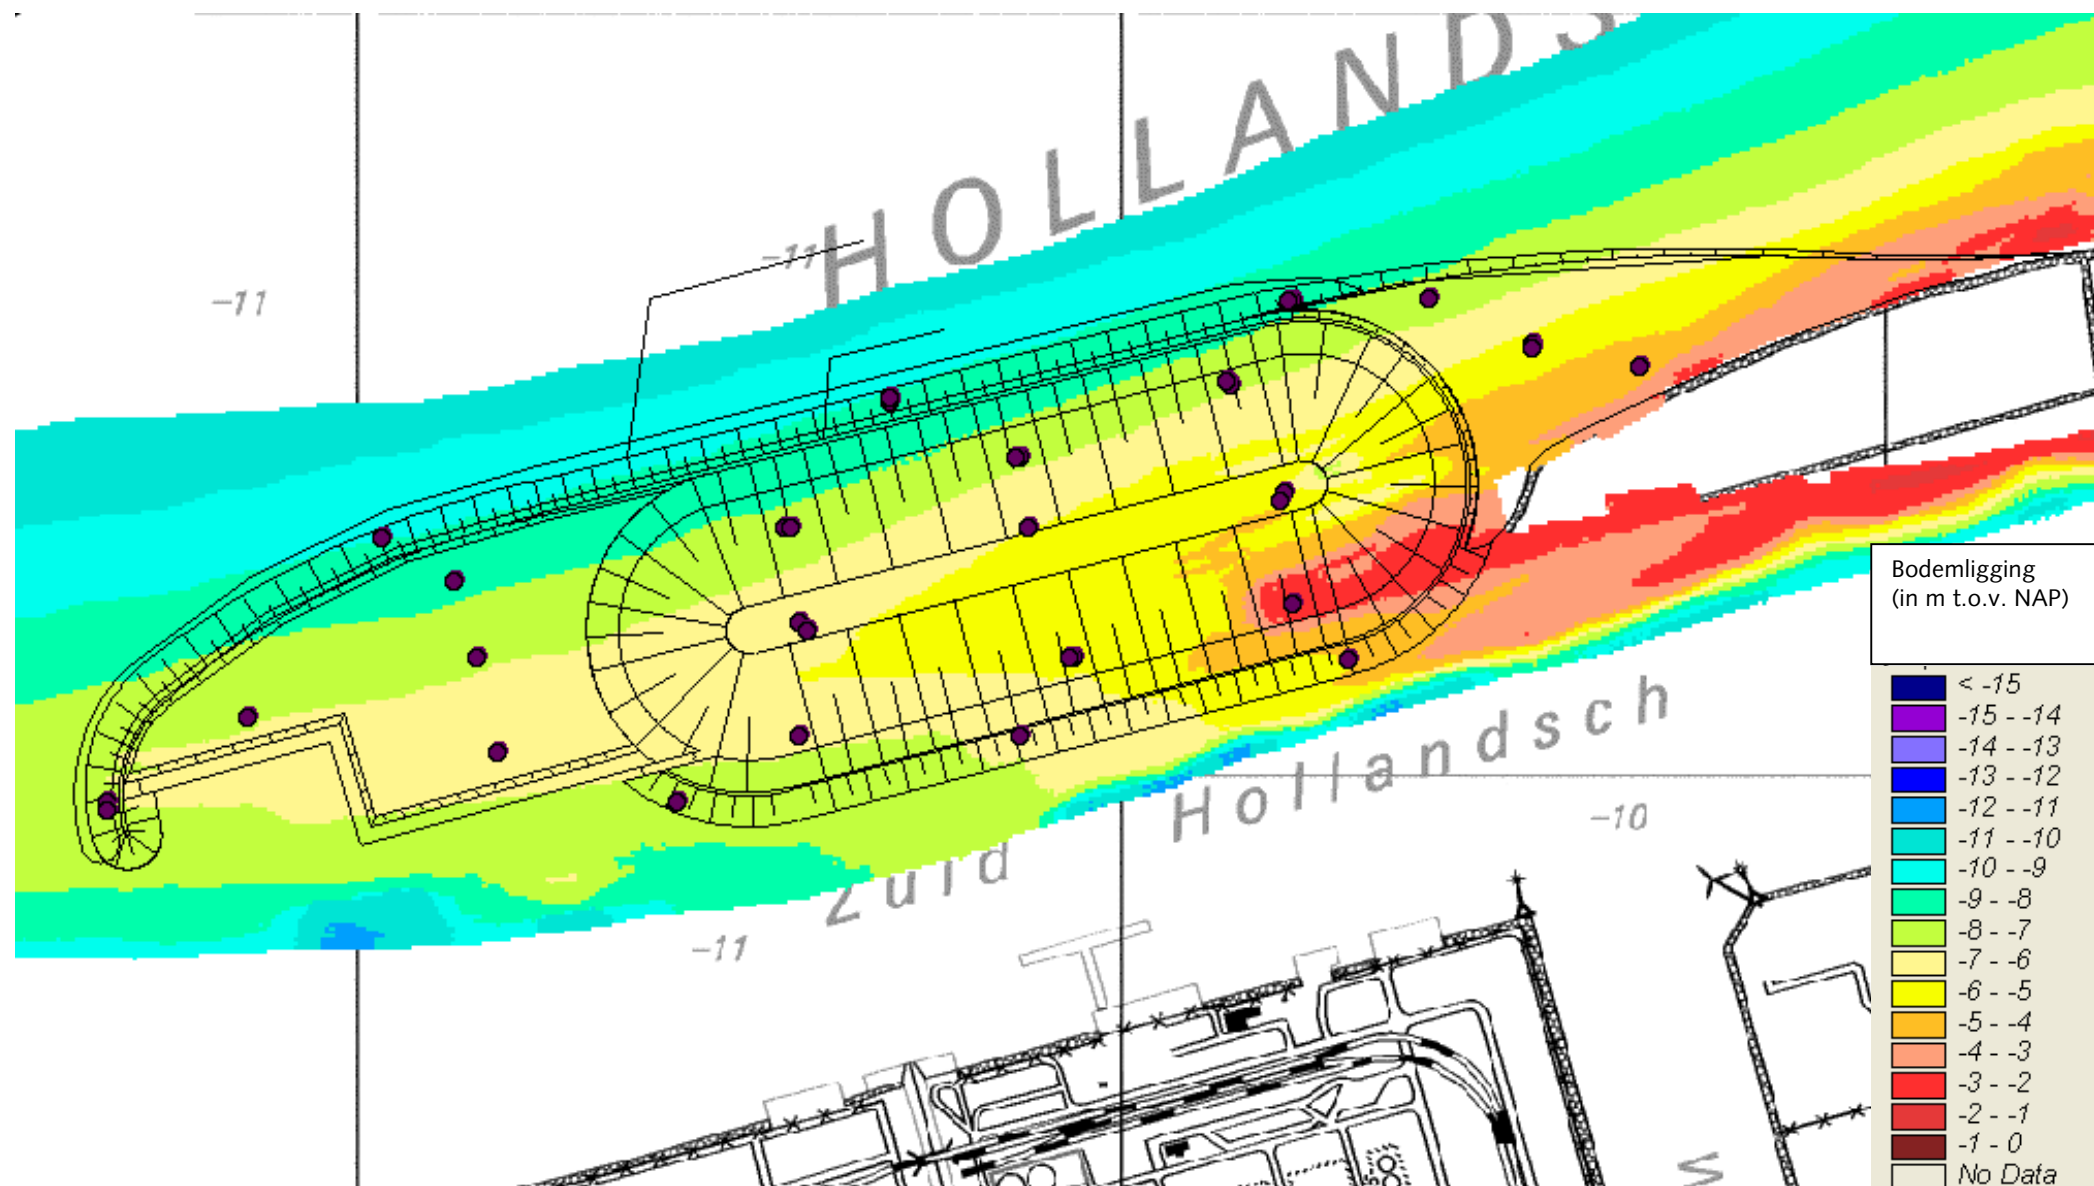 HOLLANDS
-11
-11
Zuid Hollandsch
-10
-11
Bodemligging
(in m t.o.v. NAP)
< -15
-15 - -14
-14 - -13
-13 - -12
-12 - -11
-11 - -10
-10 - -9
-9 - -8
-8 - -7
-7 - -6
-6 - -5
-5 - -4
-4 - -3
-3 - -2
-2 - -1
-1 - 0
No Data